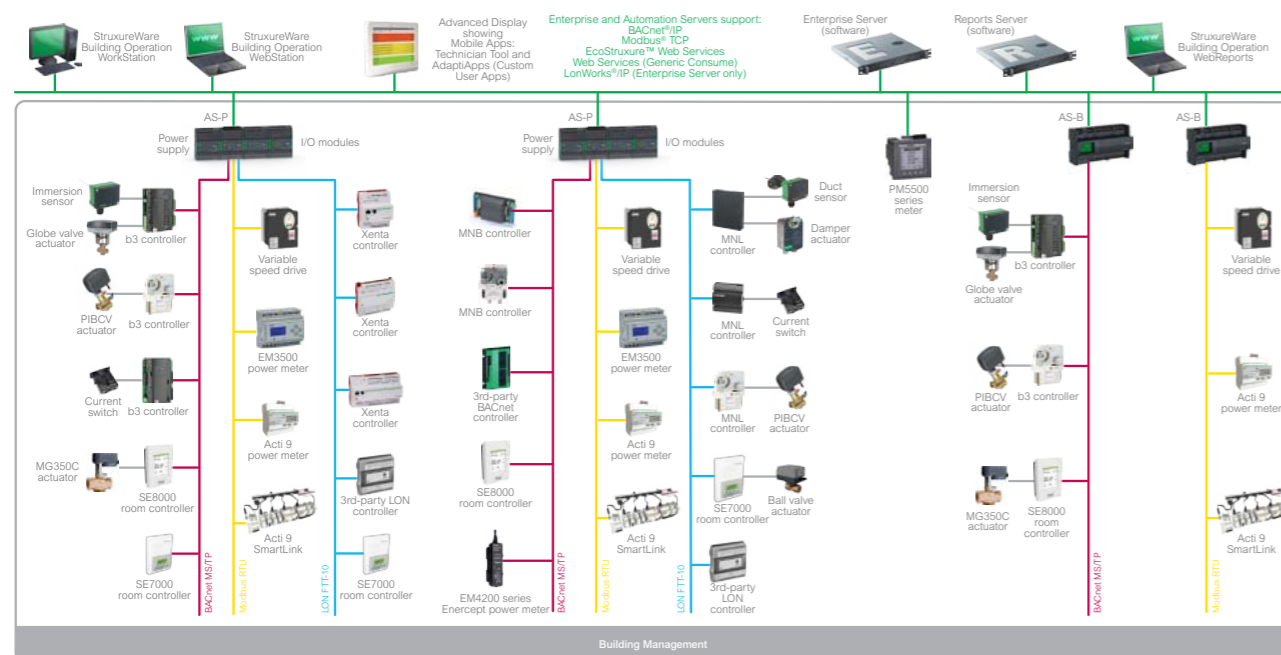 StruxureWare
Building Operation
WorkStation
StruxureWare
Building Operation
WebStation
Advanced Display
showing
Mobile Apps:
Technician Tool and
AdaptiApps (Custom
User Apps)
Enterprise and Automation Servers support:
BACnet®/IP
Modbus® TCP
EcoStruxure™ Web Services
Web Services (Generic Consume)
LonWorks®/IP (Enterprise Server only)
Enterprise Server
(software)
E
Reports Server
(software)
R
StruxureWare
Building Operation
WebReports
www
www
www
AS-P
Power
supply
I/O modules
Immersion
sensor
Globe valve
actuator
b3 controller
PIBCV
actuator
b3 controller
Current
switch
b3 controller
MG350C
actuator
SE8000
room controller
SE7000
room controller
BACnet MS/TP
Variable
speed drive
EM3500
power meter
Acti 9
power meter
Acti 9
SmartLink
Modbus RTU
Xenta
controller
Xenta
controller
Xenta
controller
3rd-party LON
controller
SE7000
room controller
LON FTT-10
AS-P
Power
supply
I/O modules
MNB controller
MNB controller
3rd-party
BACnet
controller
SE8000
room controller
EM4200 series
Enercept power meter
BACnet MS/TP
Variable
speed drive
EM3500
power meter
Acti 9
power meter
Acti 9
SmartLink
Modbus RTU
MNL
controller
Duct
sensor
Damper
actuator
MNL
controller
Current
switch
MNL
controller
PIBCV
actuator
SE7000
room controller
Ball valve
actuator
3rd-party
LON
controller
LON FTT-10
PM5500
series
meter
AS-B
Immersion
sensor
Globe valve
actuator
b3 controller
PIBCV
actuator
b3 controller
MG350C
actuator
SE8000
room
controller
BACnet MS/TP
AS-B
Variable
speed drive
Acti 9
power meter
Acti 9
SmartLink
Modbus RTU
Building Management